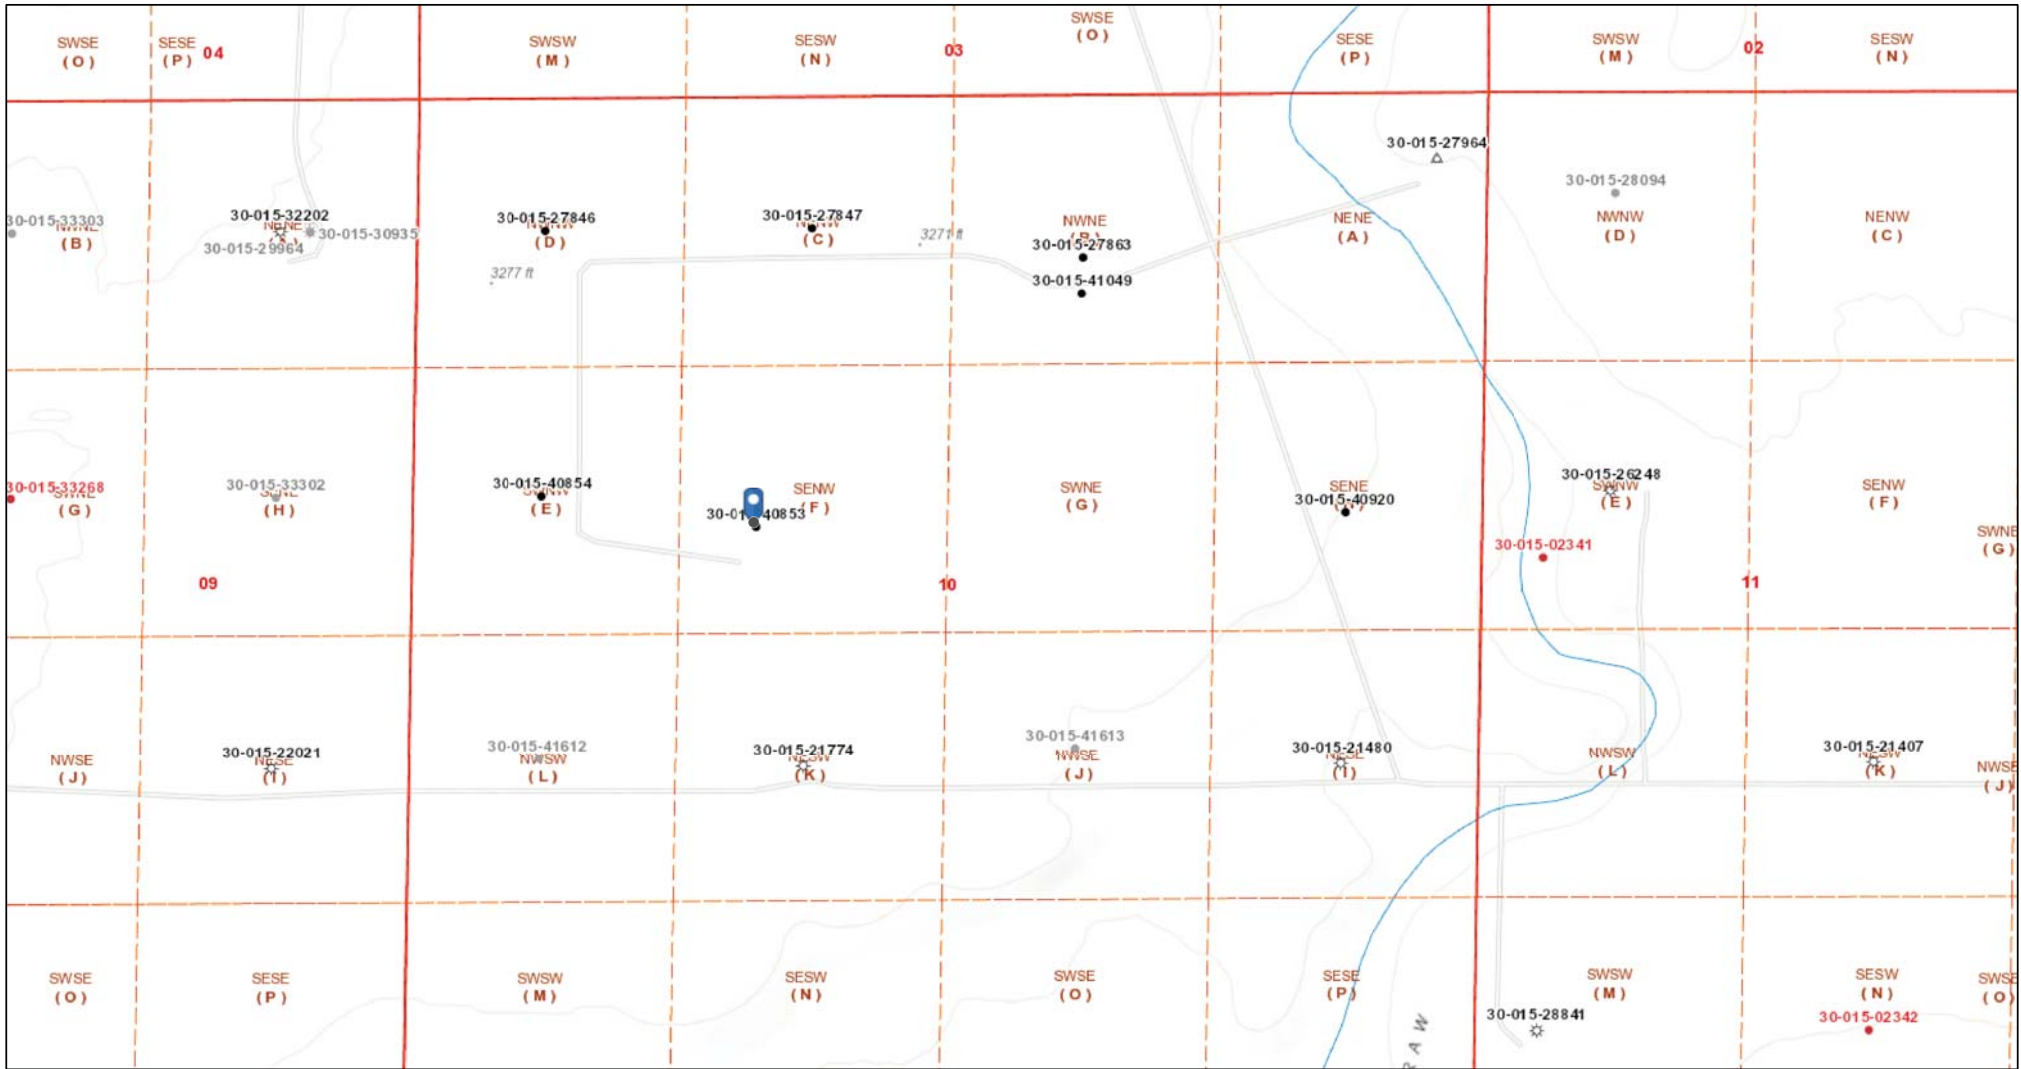 SWSE
(O)
SESE
(P)
04
SWSW
(M)
SESW
(N)
03
SWSE
(O)
SESE
(P)
SWSW
(M)
02
SESW
(N)
30-015-33303
(B)
30-015-32202
30-015-30935
30-015-29964
30-015-27846
(D)
30-015-27847
(C)
3271 ft
3277 ft
NWNE
30-015-27863
30-015-41049
30-015-27964
NENE
(A)
30-015-28094
NWNW
(D)
NENW
(C)
30-015-33268
(G)
30-015-33302
(H)
30-015-40854
(E)
SENW
(F)
SWNE
(G)
SENE
30-015-40920
30-015-26248
SWNW
(E)
30-015-02341
SENW
(F)
SWNE
(G)
09
10
11
NWSE
(J)
30-015-22021
(I)
30-015-41612
NWSW
(L)
30-015-21774
(K)
30-015-41613
NWSE
(J)
30-015-21480
(I)
NWSW
(L)
30-015-21407
(K)
NWSE
(J)
SWSE
(O)
SESE
(P)
SWSW
(M)
SESW
(N)
SWSE
(O)
SESE
(P)
SWSW
(M)
SESW
(N)
SWSE
(O)
30-015-28841
30-015-02342
RAW